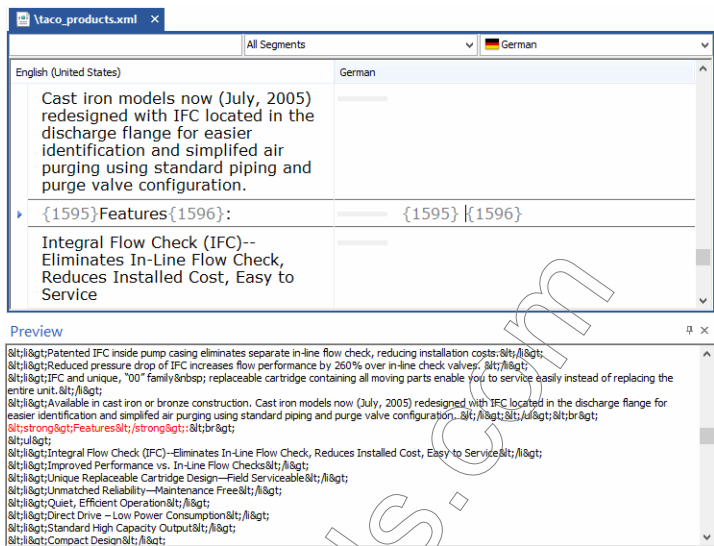 \taco_products.xml ×
All Segments German
English (United States) German
Cast iron models now (July, 2005)
redesigned with IFC located in the
discharge flange for easier
identification and simplifed air
purging using standard piping and
purge valve configuration.
{1595}Features{1596}: {1595} {1596}
Integral Flow Check (IFC)--
Eliminates In-Line Flow Check,
Reduces Installed Cost, Easy to
Service
Preview
&lt;li&gt;Patented IFC inside pump casing eliminates separate in-line flow check, reducing installation costs.&lt;/li&gt;
&lt;li&gt;Reduced pressure drop of IFC increases flow performance by 260% over in-line check valves. &lt;/li&gt;
&lt;li&gt;IFC and unique, "00" family&nbsp; replaceable cartridge containing all moving parts enable you to service easily instead of replacing the
entire unit.&lt;/li&gt;
&lt;li&gt;Available in cast iron or bronze construction. Cast iron models now (July, 2005) redesigned with IFC located in the discharge flange for
easier identification and simplifed air purging using standard piping and purge valve configuration. &lt;/li&gt;&lt;/ul&gt;&lt;br&gt;
&lt;strong&gt;Features&lt;/strong&gt;:&lt;br&gt;
&lt;ul&gt;
&lt;li&gt;Integral Flow Check (IFC)--Eliminates In-Line Flow Check, Reduces Installed Cost, Easy to Service&lt;/li&gt;
&lt;li&gt;Improved Performance vs. In-Line Flow Checks&lt;/li&gt;
&lt;li&gt;Unique Replaceable Cartridge Design—Field Serviceable&lt;/li&gt;
&lt;li&gt;Unmatched Reliability—Maintenance Free&lt;/li&gt;
&lt;li&gt;Quiet, Efficient Operation&lt;/li&gt;
&lt;li&gt;Direct Drive – Low Power Consumption&lt;/li&gt;
&lt;li&gt;Standard High Capacity Output&lt;/li&gt;
&lt;li&gt;Compact Design&lt;/li&gt;
s.com